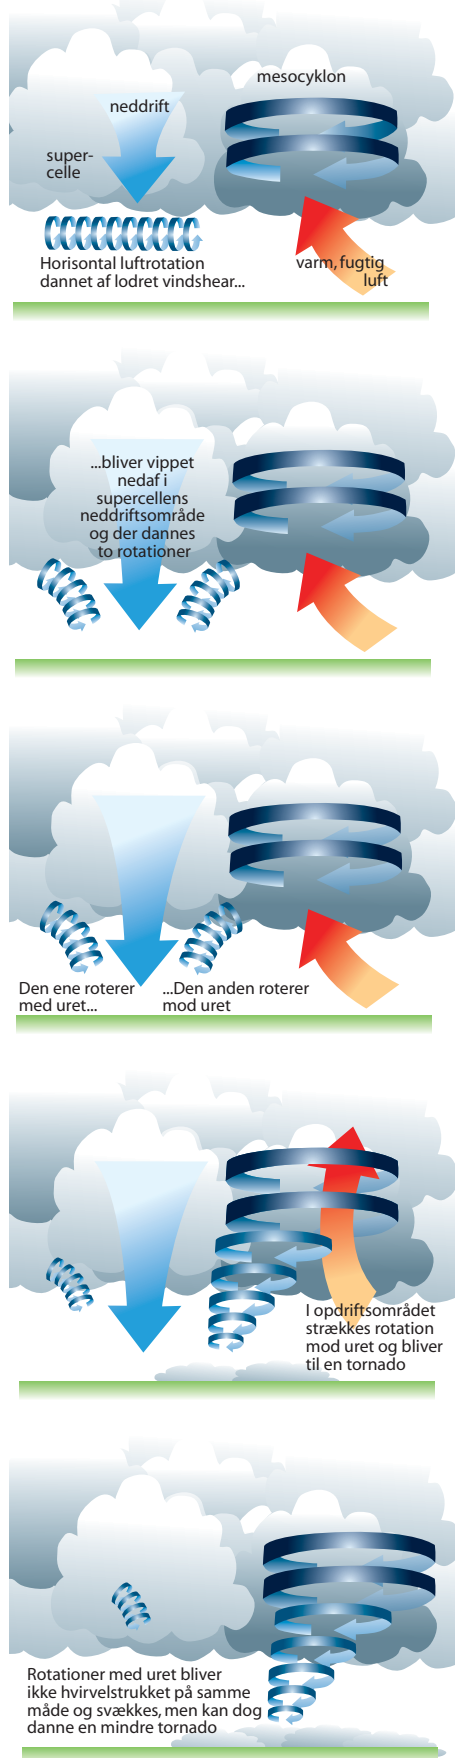 mesocyklon
neddrift
super-
celle
Horisontal luftrotation
dannet af lodret vindshear...
varm, fugtig
luft
...bliver vippet
nedaf i
supercellens
neddriftsområde
og der dannes
to rotationer
Den ene roterer
med uret...
...Den anden roterer
mod uret
I opdriftsområdet
strækkes rotation
mod uret og bliver
til en tornado
Rotationer med uret bliver
ikke hvirvelstrukket på samme
måde og svækkes, men kan dog
danne en mindre tornado